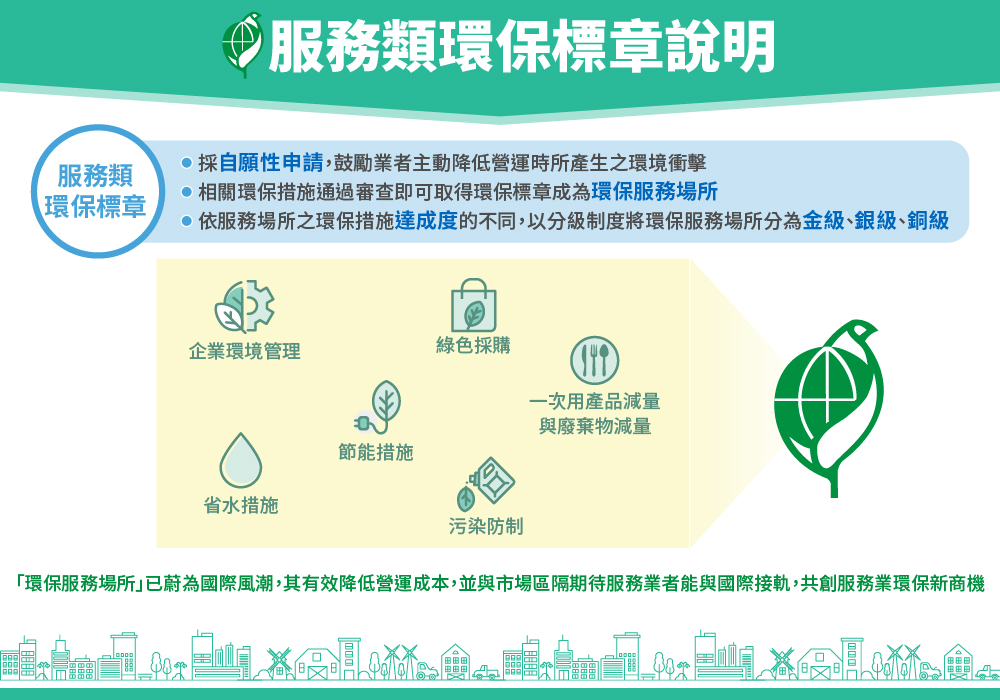 服務類環保標章說明
服務類
環保標章
採自願性申請，鼓勵業者主動降低營運時所產生之環境衝擊
相關環保措施通過審查即可取得環保標章成為環保服務場所
依服務場所之環保措施達成度的不同，以分級制度將環保服務場所分為金級、銀級、銅級
企業環境管理
綠色採購
一次用產品減量
與廢棄物減量
節能措施
省水措施
污染防制
「環保服務場所」已蔚為國際風潮，其有效降低營運成本，並與市場區隔期待服務業者能與國際接軌，共創服務業環保新商機